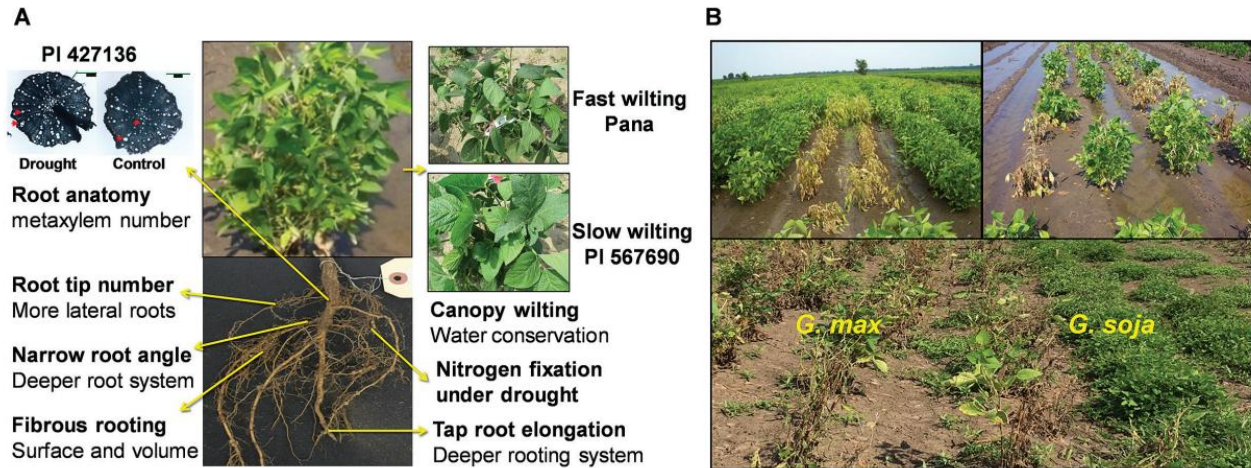 A
PI 427136
Drought
Control
Root anatomy
metaxylem number
Root tip number
More lateral roots
Narrow root angle
Deeper root system
Fibrous rooting
Surface and volume
Fast wilting
Pana
Slow wilting
PI 567690
Canopy wilting
Water conservation
Nitrogen fixation
under drought
Tap root elongation
Deeper rooting system
B
G. max
G. soja